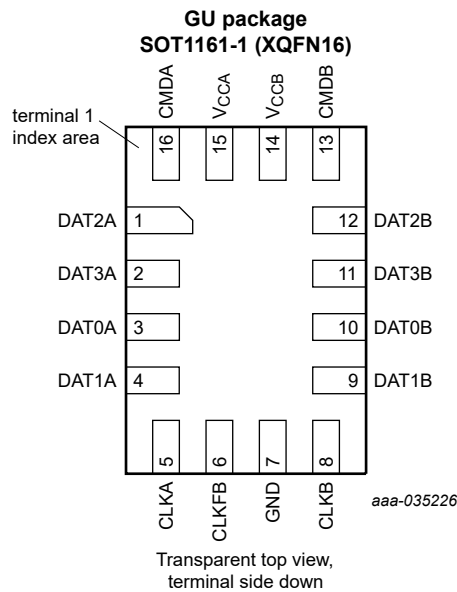 GU package
SOT1161-1 (XQFN16)
CMDA
VCCA
VCCB
CMDB
terminal 1
index area
16
15
14
13
DAT2A 1
12 DAT2B
DAT3A 2
11 DAT3B
DAT0A 3
10 DAT0B
DAT1A 4
9 DAT1B
5
6
7
8
CLKA
CLKFB
GND
CLKB
aaa-035226
Transparent top view,
terminal side down